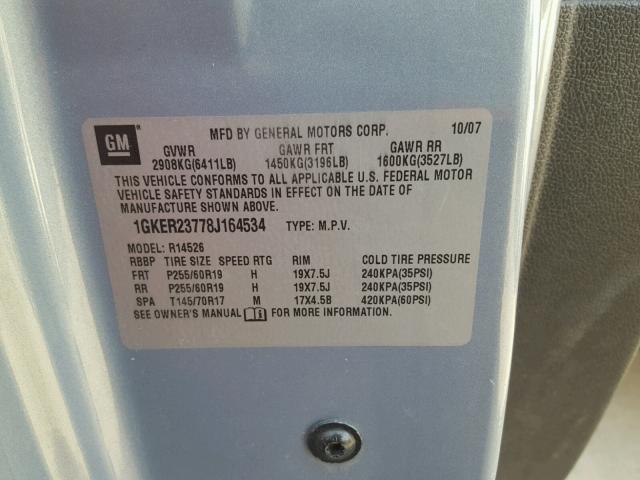 GM
MFD BY GENERAL MOTORS CORP. 10/07
GVWR GAWR FRT GAWR RR
2908KG(6411LB) 1450KG(3196LB) 1600KG(3527LB)
THIS VEHICLE CONFORMS TO ALL APPLICABLE U.S. FEDERAL MOTOR
VEHICLE SAFETY STANDARDS IN EFFECT ON THE DATE OF
MANUFACTURE SHOWN ABOVE.
1GKER23778J164534 TYPE: M.P.V.
MODEL: R14526
RBBP TIRE SIZE SPEED RTG RIM COLD TIRE PRESSURE
FRT P255/60R19 H 19X7.5J 240KPA(35PSI)
RR P255/60R19 H 19X7.5J 240KPA(35PSI)
SPA T145/70R17 M 17X4.5B 420KPA(60PSI)
SEE OWNER'S MANUAL FOR MORE INFORMATION.